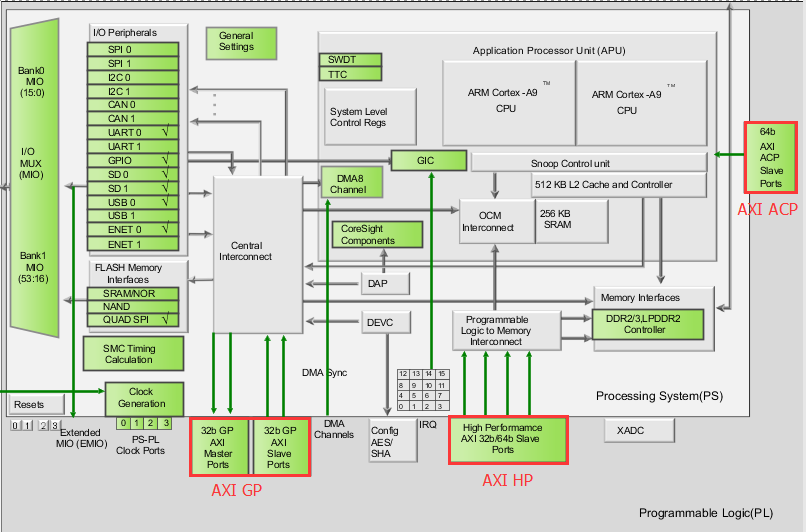 I/O Peripherals
SPI 0
SPI 1
I2C 0
I2C 1
CAN 0
CAN 1
UART 0 √
UART 1
GPIO √
SD 0 √
SD 1 √
USB 0 √
USB 1
ENET 0 √
ENET 1
Bank0
MIO
(15:0)
I/O
MUX
(MIO)
Bank1
MIO
(53:16)
General
Settings
Application Processor Unit (APU)
SWDT
TTC
System Level
Control Regs
ARM Cortex -A9 TM
CPU
ARM Cortex -A9 TM
CPU
GIC
Snoop Control unit
DMA8
Channel
512 KB L2 Cache and Controller
OCM
Interconnect
256 KB
SRAM
CoreSight
Components
64b
AXI
ACP
Slave
Ports
AXI ACP
Central
Interconnect
FLASH Memory
Interfaces
SRAM/NOR
NAND
QUAD SPI √
DAP
DEVC
Programmable
Logic to Memory
Interconnect
Memory Interfaces
DDR2/3,LPDDR2
Controller
SMC Timing
Calculation
DMA Sync
12 13 14 15
8 9 10 11
4 5 6 7
0 1 2 3
Processing System(PS)
Resets
Clock
Generation
0 1 2 3
0 1 2 3
Extended
MIO (EMIO)
PS-PL
Clock Ports
32b GP
AXI
Master
Ports
32b GP
AXI
Slave
Ports
AXI GP
DMA
Channels
Config
AES/
SHA
IRQ
High Performamce
AXI 32b/64b Slave
Ports
AXI HP
XADC
Programmable Logic(PL)